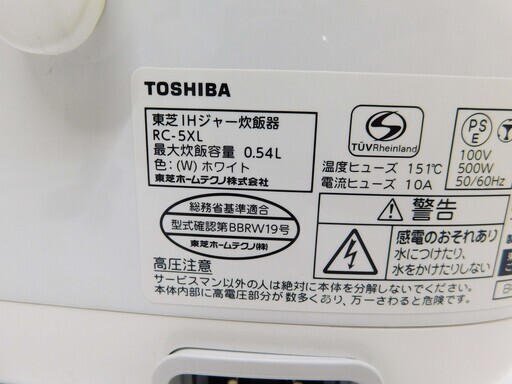 TOSHIBA
東芝IHジャー炊飯器
RC-5XL
最大炊飯容量 0.54L
色:(W) ホワイト
東芝ホームテクノ株式会社
S
TÜVRheinland
PS
E
100V
500W
50/60Hz
温度ヒューズ 151℃
電流ヒューズ 10A
総務省基準適合
型式確認第BBRW19号
東芝ホームテクノ(株)
警告
感電のおそれあり
水につけたり、
水をかけたりしない
高圧注意
サービスマン以外の人は絶対に本体を分解しないでください。
本体内部に高電圧部分が数多くあり、万一さわると危険です。